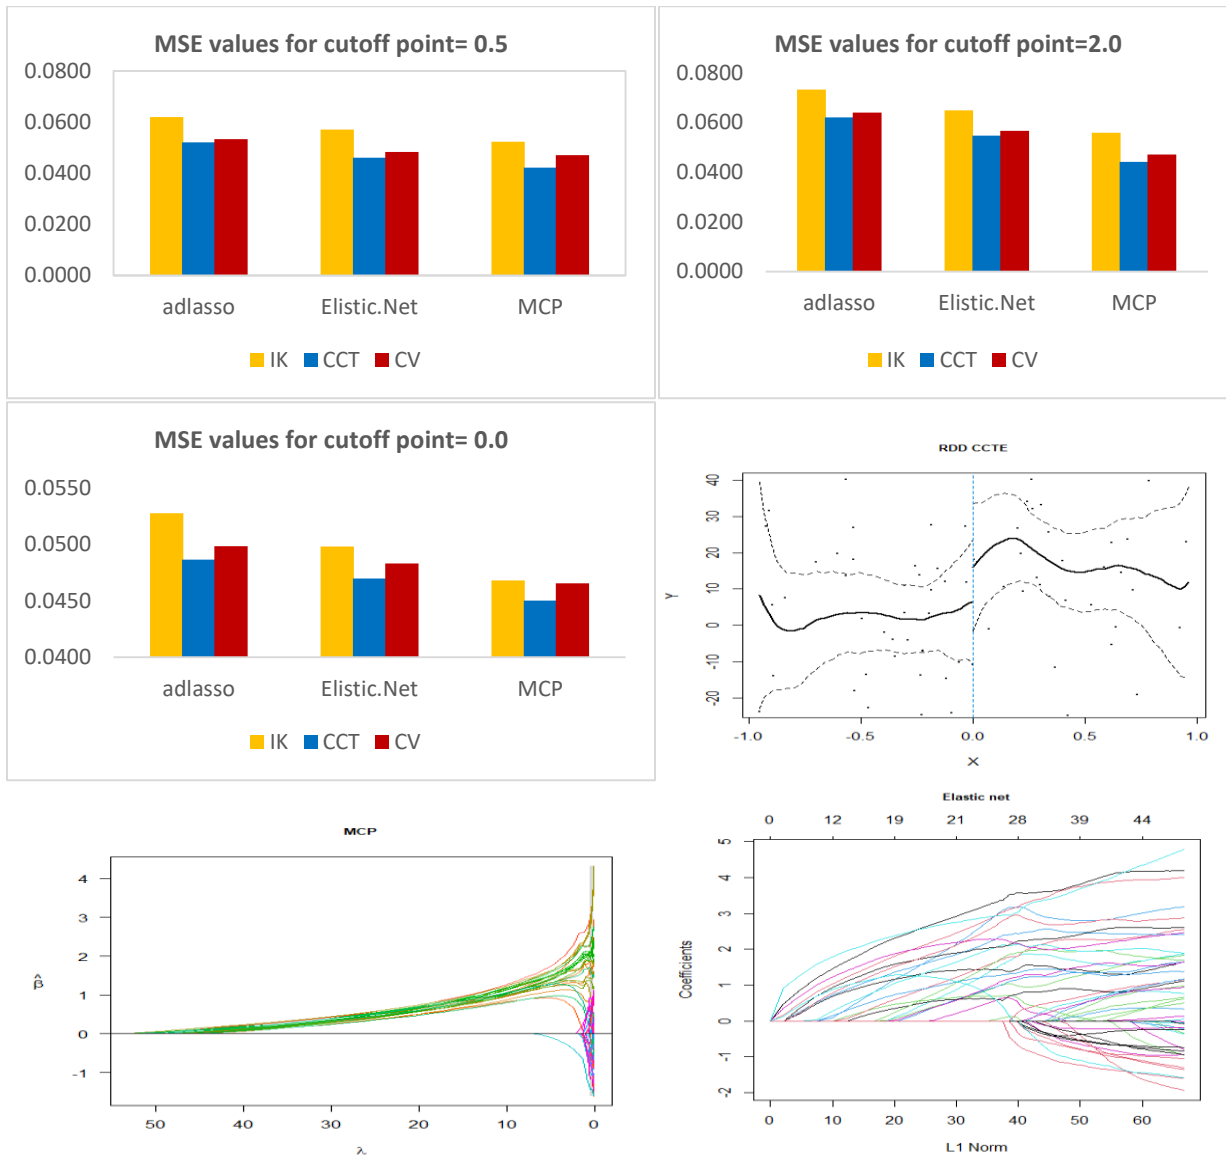 MSE values for cutoff point= 0.5
0.0800
0.0600
0.0400
0.0200
0.0000
adlasso Elistic.Net MCP
IK CCT CV
MSE values for cutoff point=2.0
0.0800
0.0600
0.0400
0.0200
0.0000
adlasso Elistic.Net MCP
IK CCT CV
MSE values for cutoff point= 0.0
0.0550
0.0500
0.0450
0.0400
adlasso Elistic.Net MCP
IK CCT CV
RDD CCTE
Y
40
30
20
10
0
-10
-20
-1.0 -0.5 0.0 0.5 1.0
X
MCP
β̂
4
3
2
1
0
-1
50 40 30 20 10 0
λ
Elastic net
0 12 19 21 28 39 44
Coefficients
5
4
3
2
1
0
-1
-2
0 10 20 30 40 50 60
L1 Norm